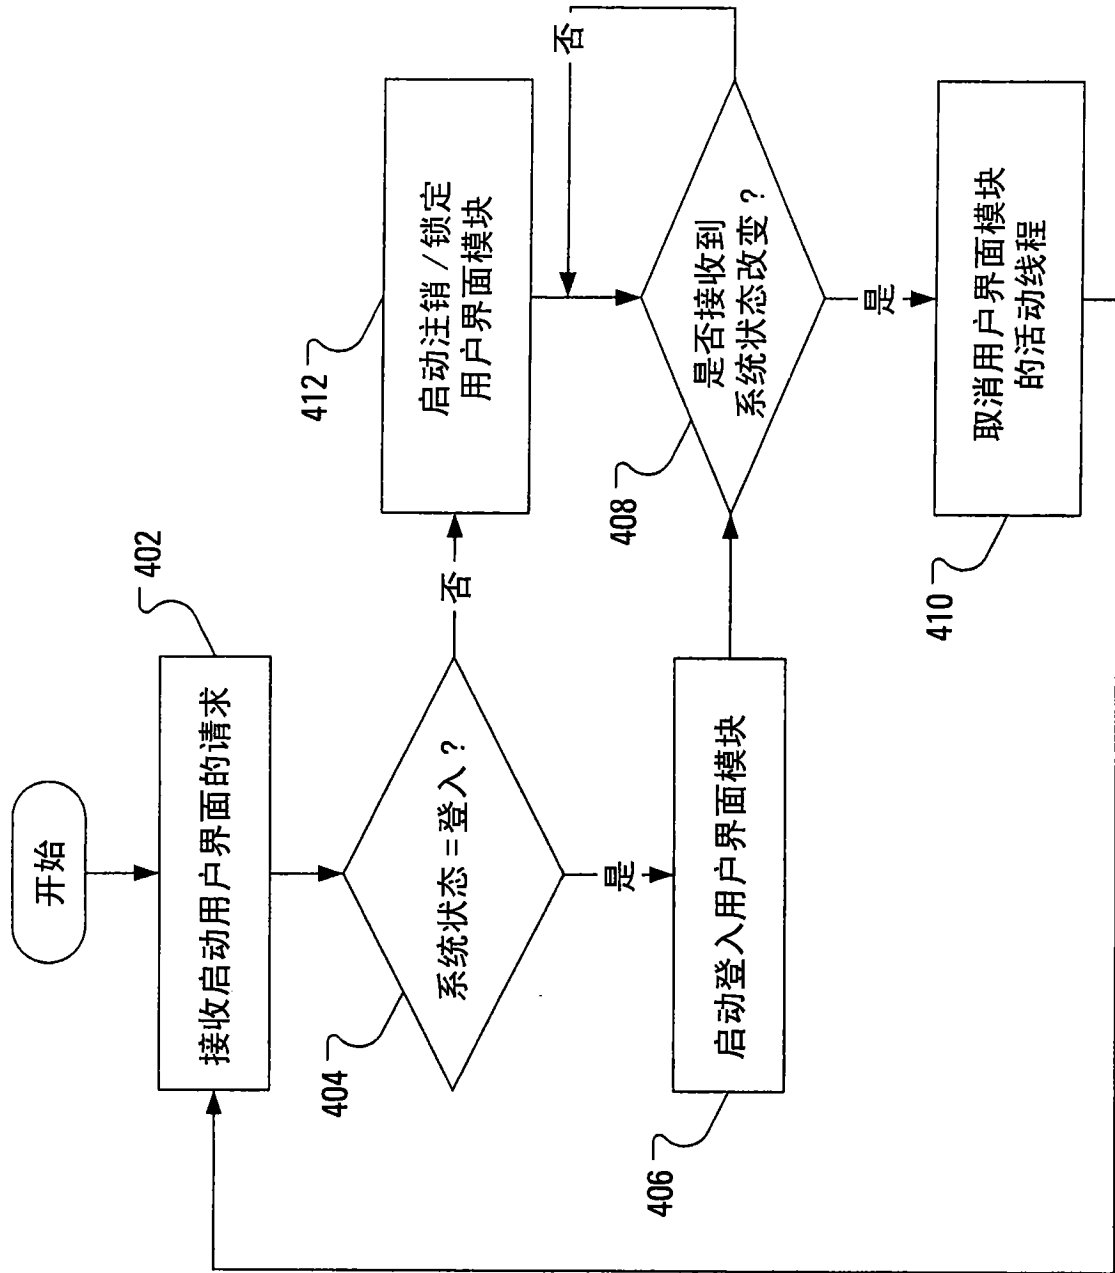 开始
接收启动用户界面的请求
402
系统状态=登入？
404
否
是
启动登入用户界面模块
406
启动注销/锁定
用户界面模块
412
否
是否接收到
系统状态改变？
408
是
取消用户界面模块
的活动线程
410